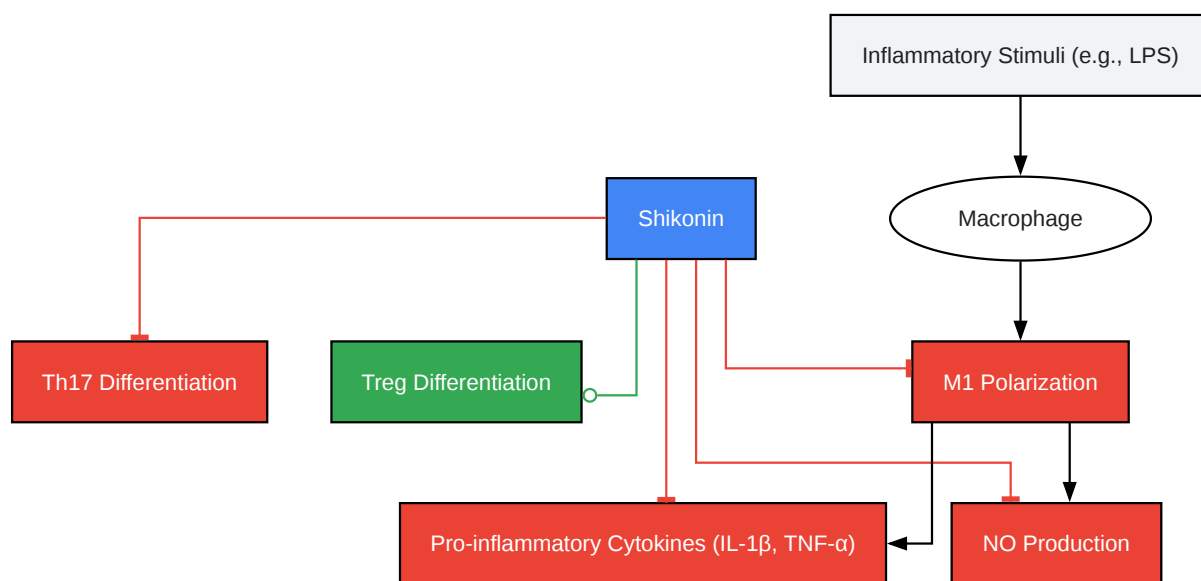 Inflammatory Stimuli (e.g., LPS)
Shikonin
Macrophage
Th17 Differentiation
Treg Differentiation
M1 Polarization
Pro-inflammatory Cytokines (IL-1β, TNF-α)
NO Production